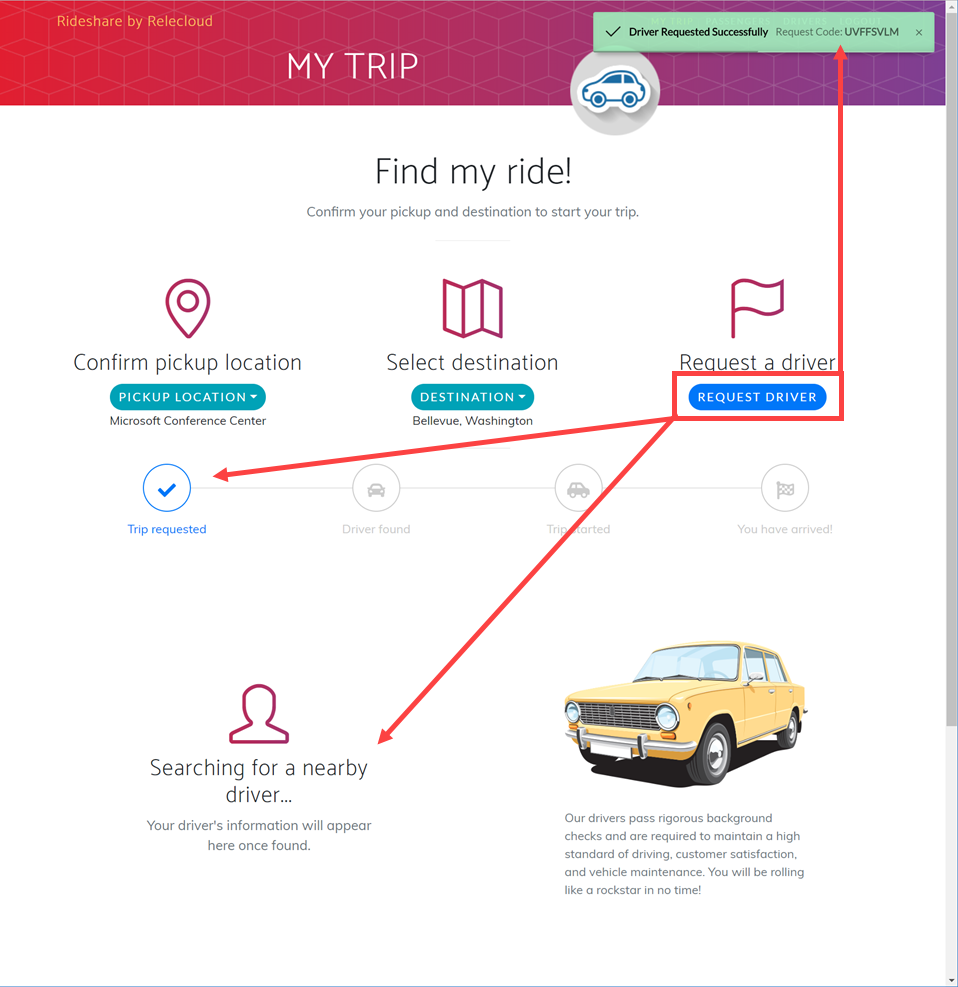 Rideshare by Relecloud
MY TRIP PASSENGERS DRIVERS LOGOUT
Driver Requested Successfully Request Code: UVFFSVLM ×
MY TRIP
Find my ride!
Confirm your pickup and destination to start your trip.
Confirm pickup location
Select destination
Request a driver
PICKUP LOCATION
DESTINATION
REQUEST DRIVER
Microsoft Conference Center
Bellevue, Washington
Trip requested
Driver found
Trip started
You have arrived!
Searching for a nearby
driver...
Your driver's information will appear
here once found.
Our drivers pass rigorous background
checks and are required to maintain a high
standard of driving, customer satisfaction,
and vehicle maintenance. You will be rolling
like a rockstar in no time!